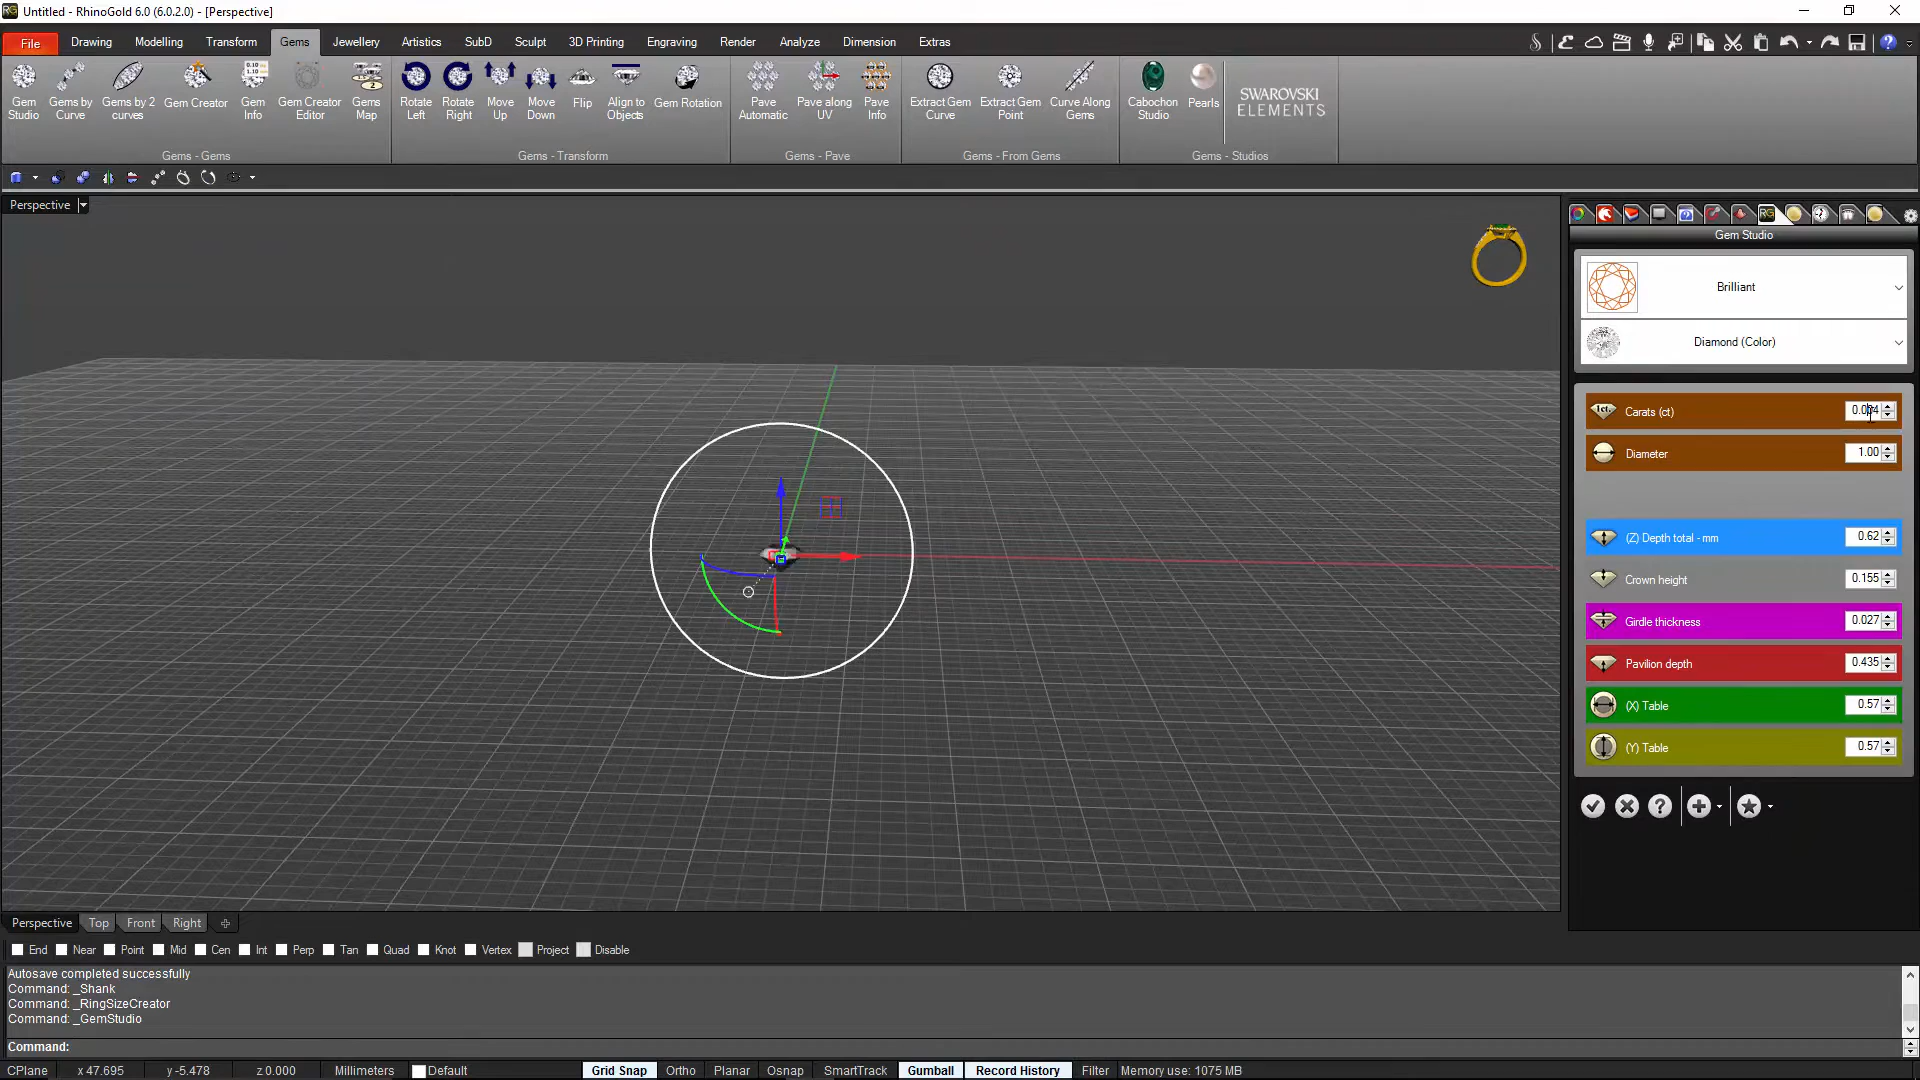 Untitled - RhinoGold 6.0 (6.0.2.0) - [Perspective]
File Drawing Modelling Transform Gems Jewellery Artistics SubD Sculpt 3D Printing Engraving Render Analyze Dimension Extras
Gem Studio
Gems by Curve
Gems by 2 curves
Gem Creator
Gem Info
Gem Creator Editor
Gems Map
Rotate Left
Rotate Right
Move Up
Move Down
Flip
Align to Objects
Gem Rotation
Pave Automatic
Pave along UV
Pave Info
Extract Gem Curve
Extract Gem Point
Curve Along Gems
Cabochon Studio
Pearls
SWAROVSKI
ELEMENTS
Gems - Gems
Gems - Transform
Gems - Pave
Gems - From Gems
Gems - Studios
Perspective
Gem Studio
Brilliant
Diamond (Color)
Carats (ct)
Diameter 1.00
(Z) Depth total - mm 0.62
Crown height 0.155
Girdle thickness 0.027
Pavilion depth 0.435
(X) Table 0.57
(Y) Table 0.57
Perspective Top Front Right
End Near Point Mid Cen Int Perp Tan Quad Knot Vertex Project Disable
Autosave completed successfully
Command: _Shank
Command: _RingSizeCreator
Command: _GemStudio
Command:
CPlane x 47.695 y -5.478 z 0.000 Millimeters Default Grid Snap Ortho Planar Osnap SmartTrack Gumball Record History Filter Memory use: 1075 MB